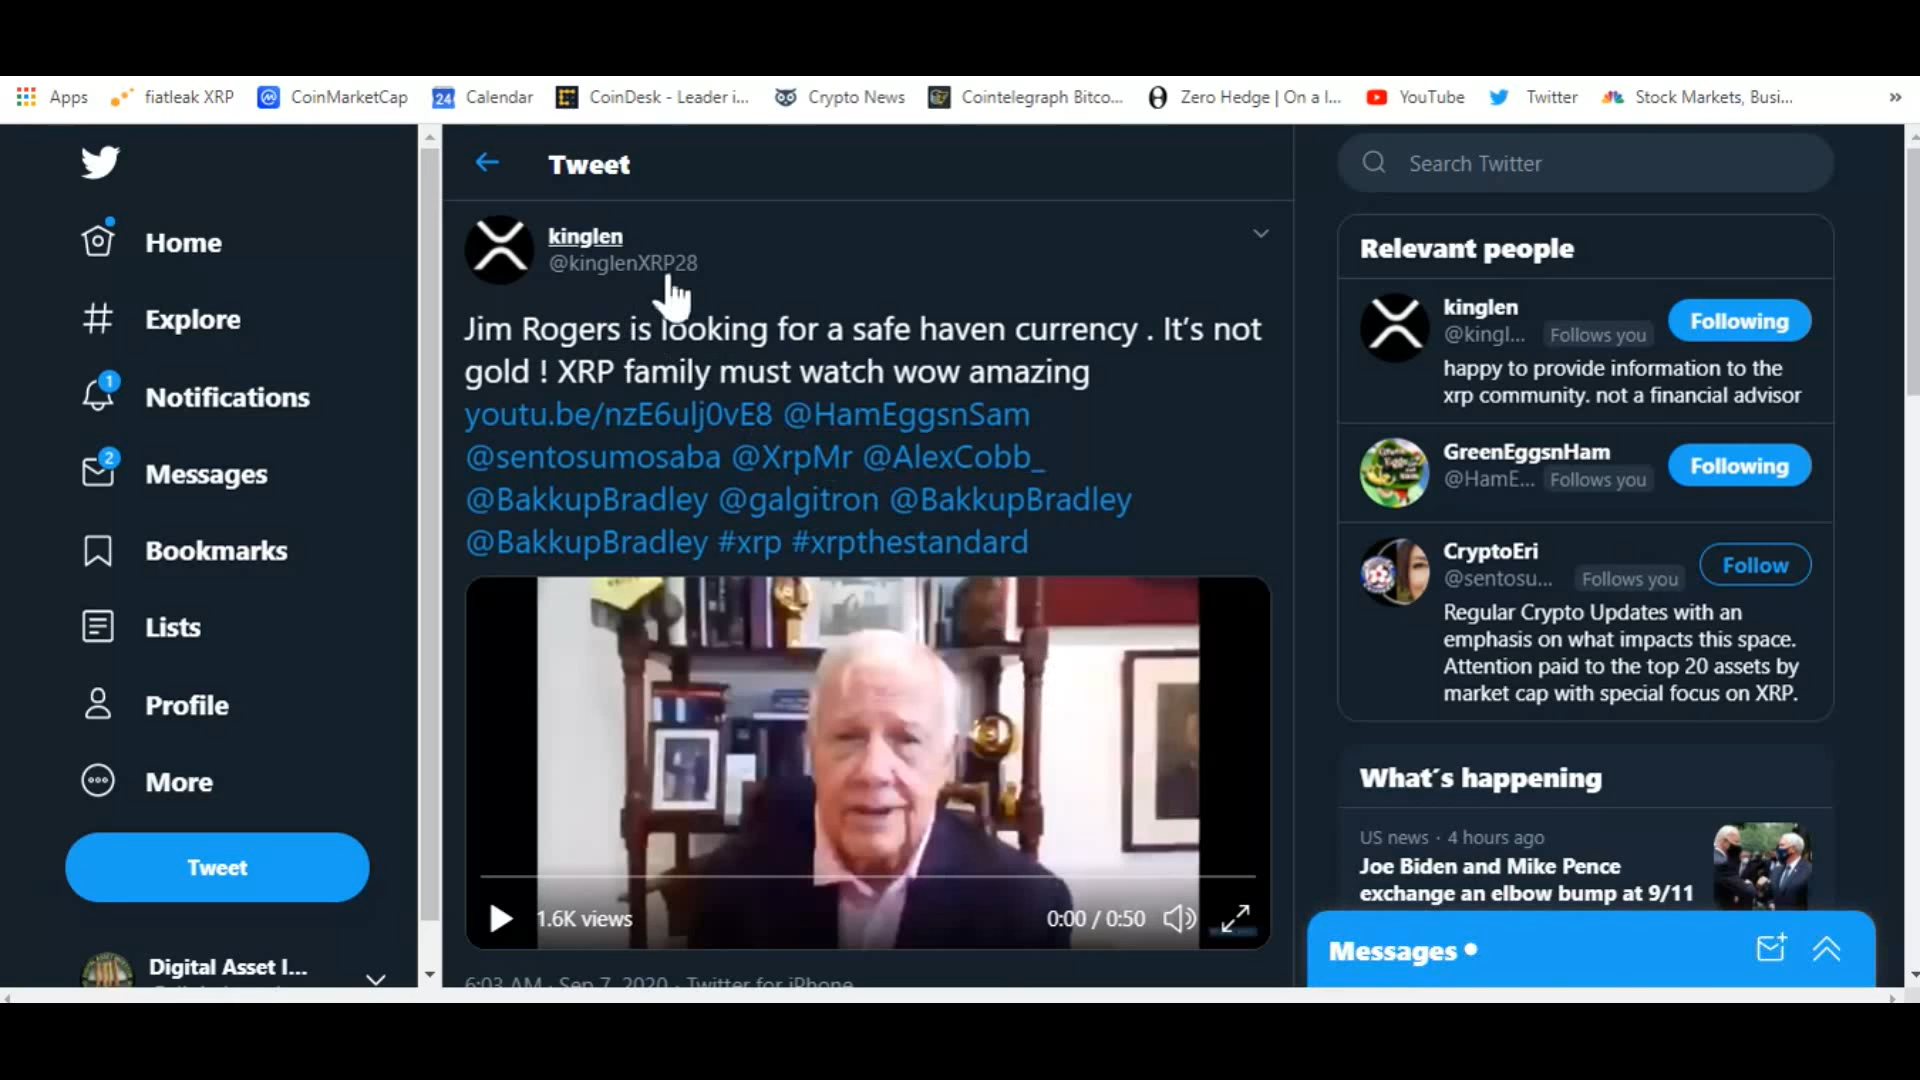 Apps
fiatleak XRP
CoinMarketCap
24
Calendar
CoinDesk - Leader i...
Crypto News
Cointelegraph Bitco...
Zero Hedge | On a l...
YouTube
Twitter
Stock Markets, Busi...
»
Home
Explore
1
Notifications
2
Messages
Bookmarks
Lists
Profile
More
Tweet
Digital Asset I...
Tweet
kinglen
@kinglenXRP28
Jim Rogers is looking for a safe haven currency . It's not
gold ! XRP family must watch wow amazing
youtu.be/nzE6ulj0vE8 @HamEggsnSam
@sentosumosaba @XrpMr @AlexCobb_
@BakkupBradley @galgitron @BakkupBradley
@BakkupBradley #xrp #xrpthestandard
1.6K views
0:00 / 0:50
6:03 AM · Sep 7, 2020 · Twitter for iPhone
Search Twitter
Relevant people
kinglen
@kingl... Follows you
Following
happy to provide information to the
xrp community. not a financial advisor
GreenEggsnHam
@HamE... Follows you
Following
CryptoEri
@sentosu... Follows you
Follow
Regular Crypto Updates with an
emphasis on what impacts this space.
Attention paid to the top 20 assets by
market cap with special focus on XRP.
What's happening
US news · 4 hours ago
Joe Biden and Mike Pence
exchange an elbow bump at 9/11
Messages